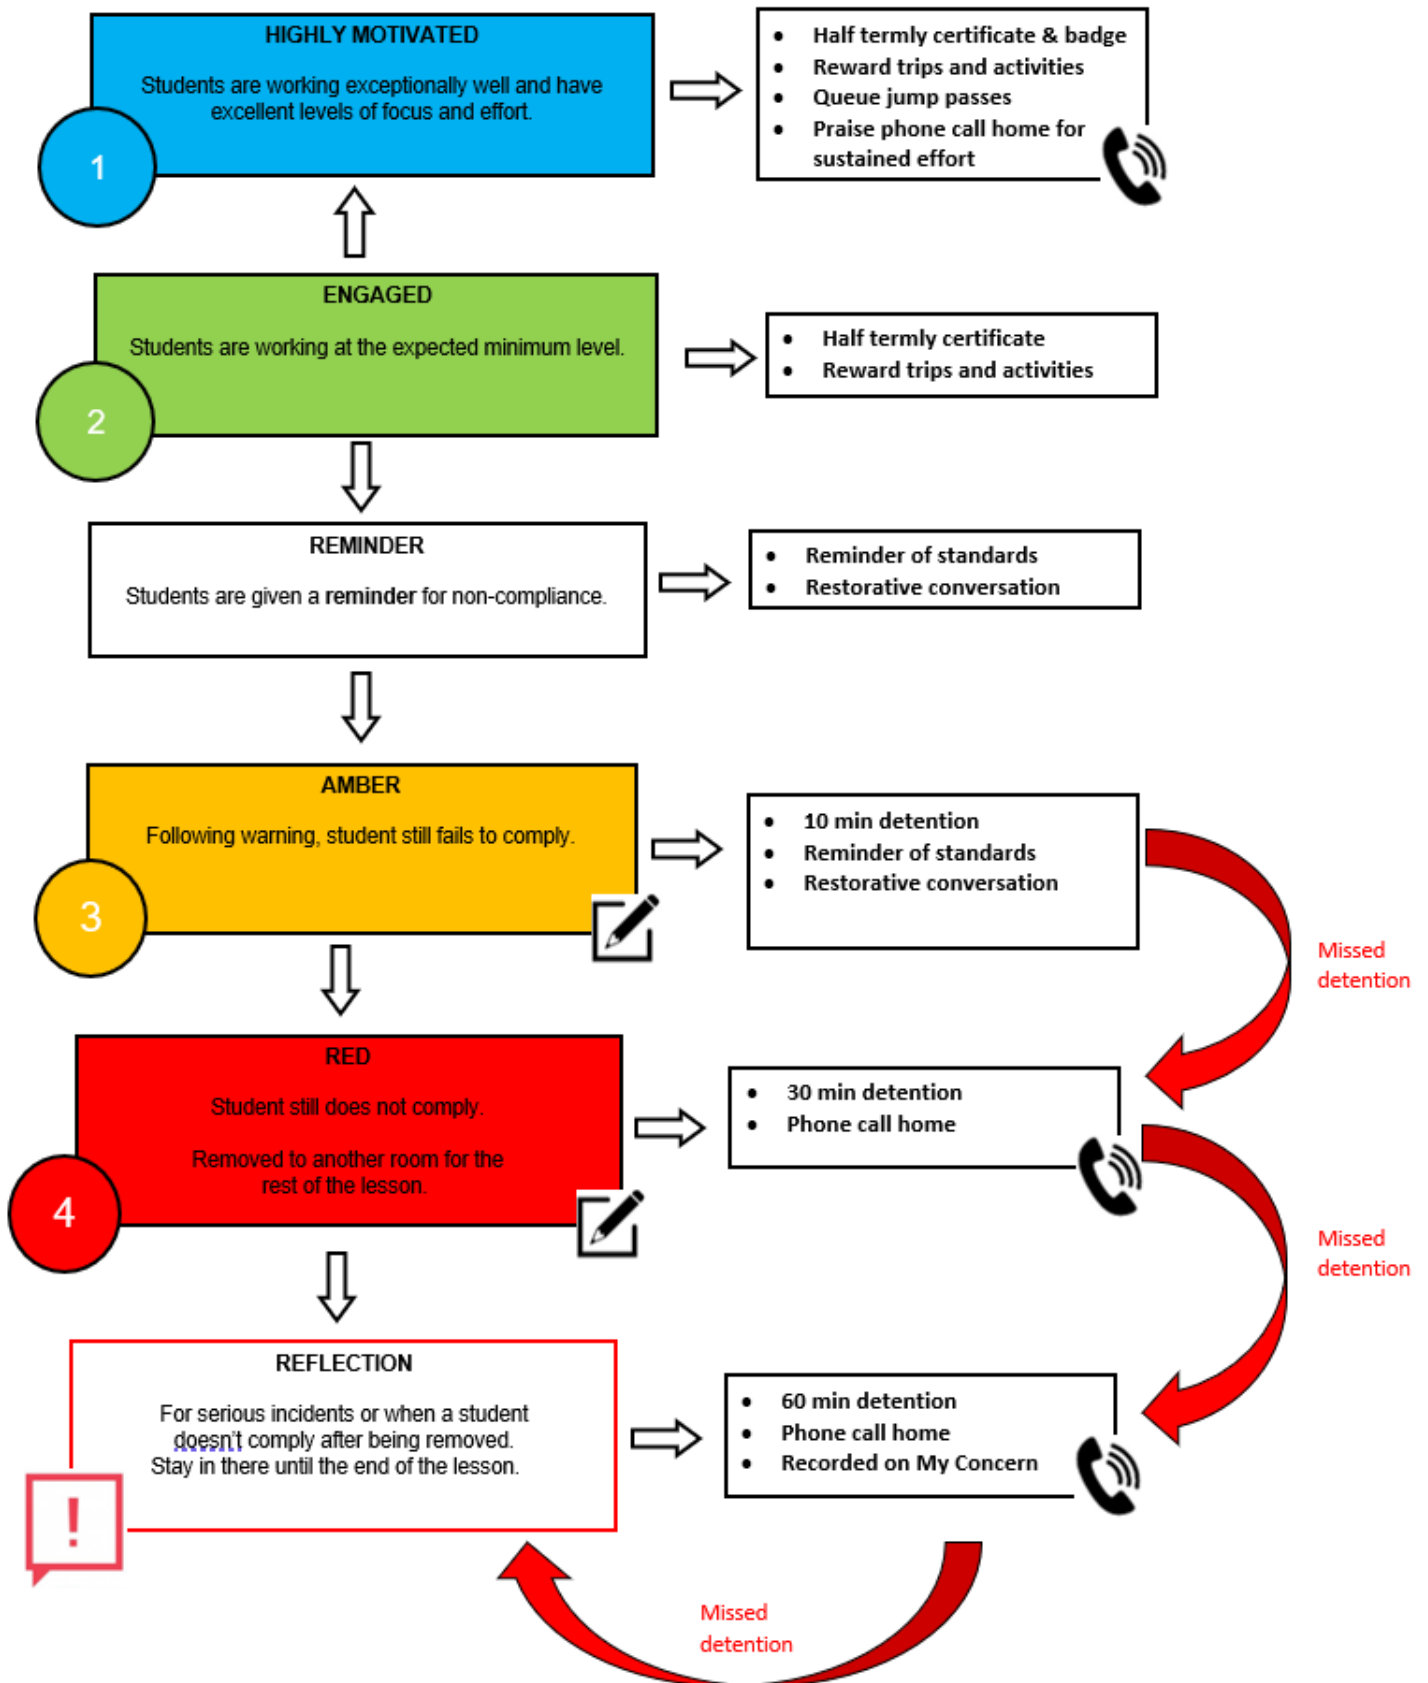 HIGHLY MOTIVATED
Students are working exceptionally well and have
excellent levels of focus and effort.
1
• Half termly certificate & badge
• Reward trips and activities
• Queue jump passes
• Praise phone call home for
sustained effort
ENGAGED
Students are working at the expected minimum level.
2
• Half termly certificate
• Reward trips and activities
REMINDER
Students are given a reminder for non-compliance.
• Reminder of standards
• Restorative conversation
AMBER
Following warning, student still fails to comply.
3
• 10 min detention
• Reminder of standards
• Restorative conversation
Missed
detention
RED
Student still does not comply.
Removed to another room for the
rest of the lesson.
4
• 30 min detention
• Phone call home
Missed
detention
REFLECTION
For serious incidents or when a student
doesn't comply after being removed.
Stay in there until the end of the lesson.
!
• 60 min detention
• Phone call home
• Recorded on My Concern
Missed
detention